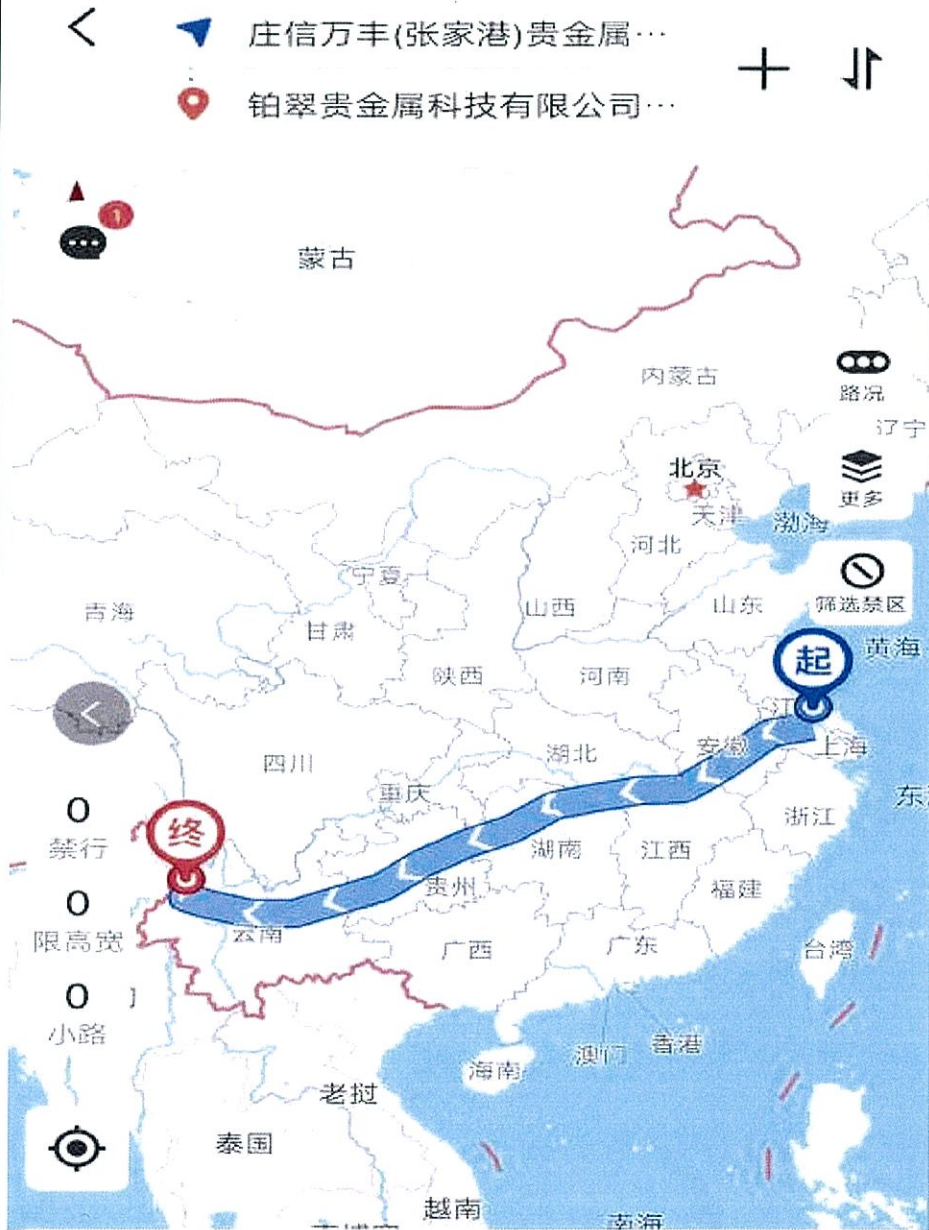 庄信万丰(张家港)贵金属…
铂翠贵金属科技有限公司…
1
蒙古
内蒙古
路况
辽宁
北京
天津
渤海
更多
河北
宁夏
山西
山东
筛选禁区
青海
甘肃
起
黄海
陕西
河南
江
安徽
上海
湖北
四川
重庆
东
0
禁行
终
浙江
湖南
江西
贵州
福建
0
限高宽
云南
广西
广东
台湾
0
小路
澳门
香港
海南
老挝
泰国
越南
南海